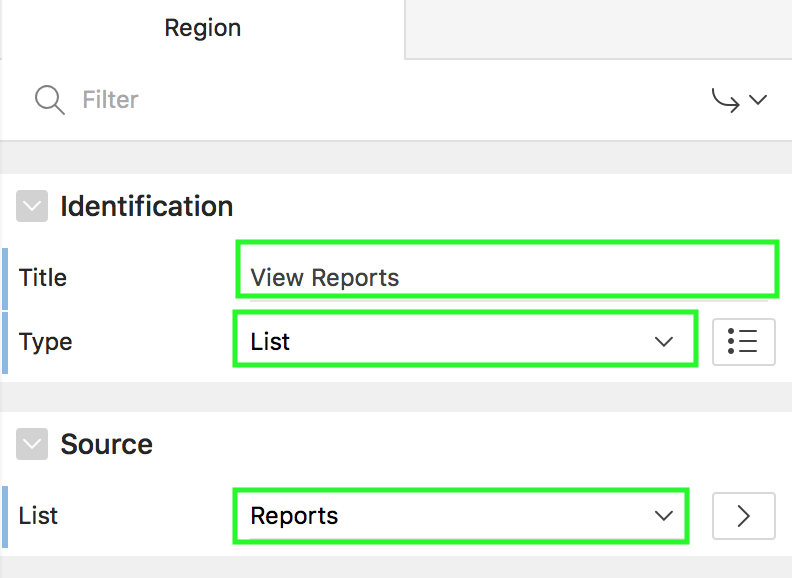 Region
Filter
Identification
Title View Reports
Type List
Source
List Reports